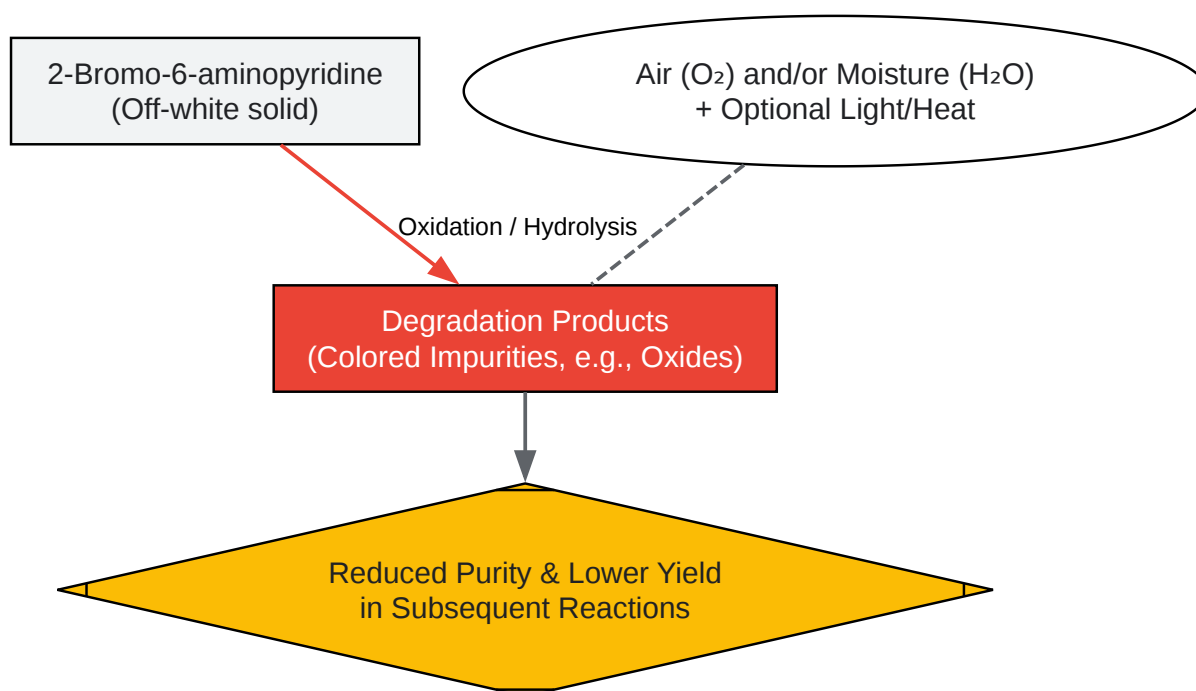 2-Bromo-6-aminopyridine
(Off-white solid)
Air (O₂) and/or Moisture (H₂O)
+ Optional Light/Heat
Oxidation / Hydrolysis
Degradation Products
(Colored Impurities, e.g., Oxides)
Reduced Purity & Lower Yield
in Subsequent Reactions